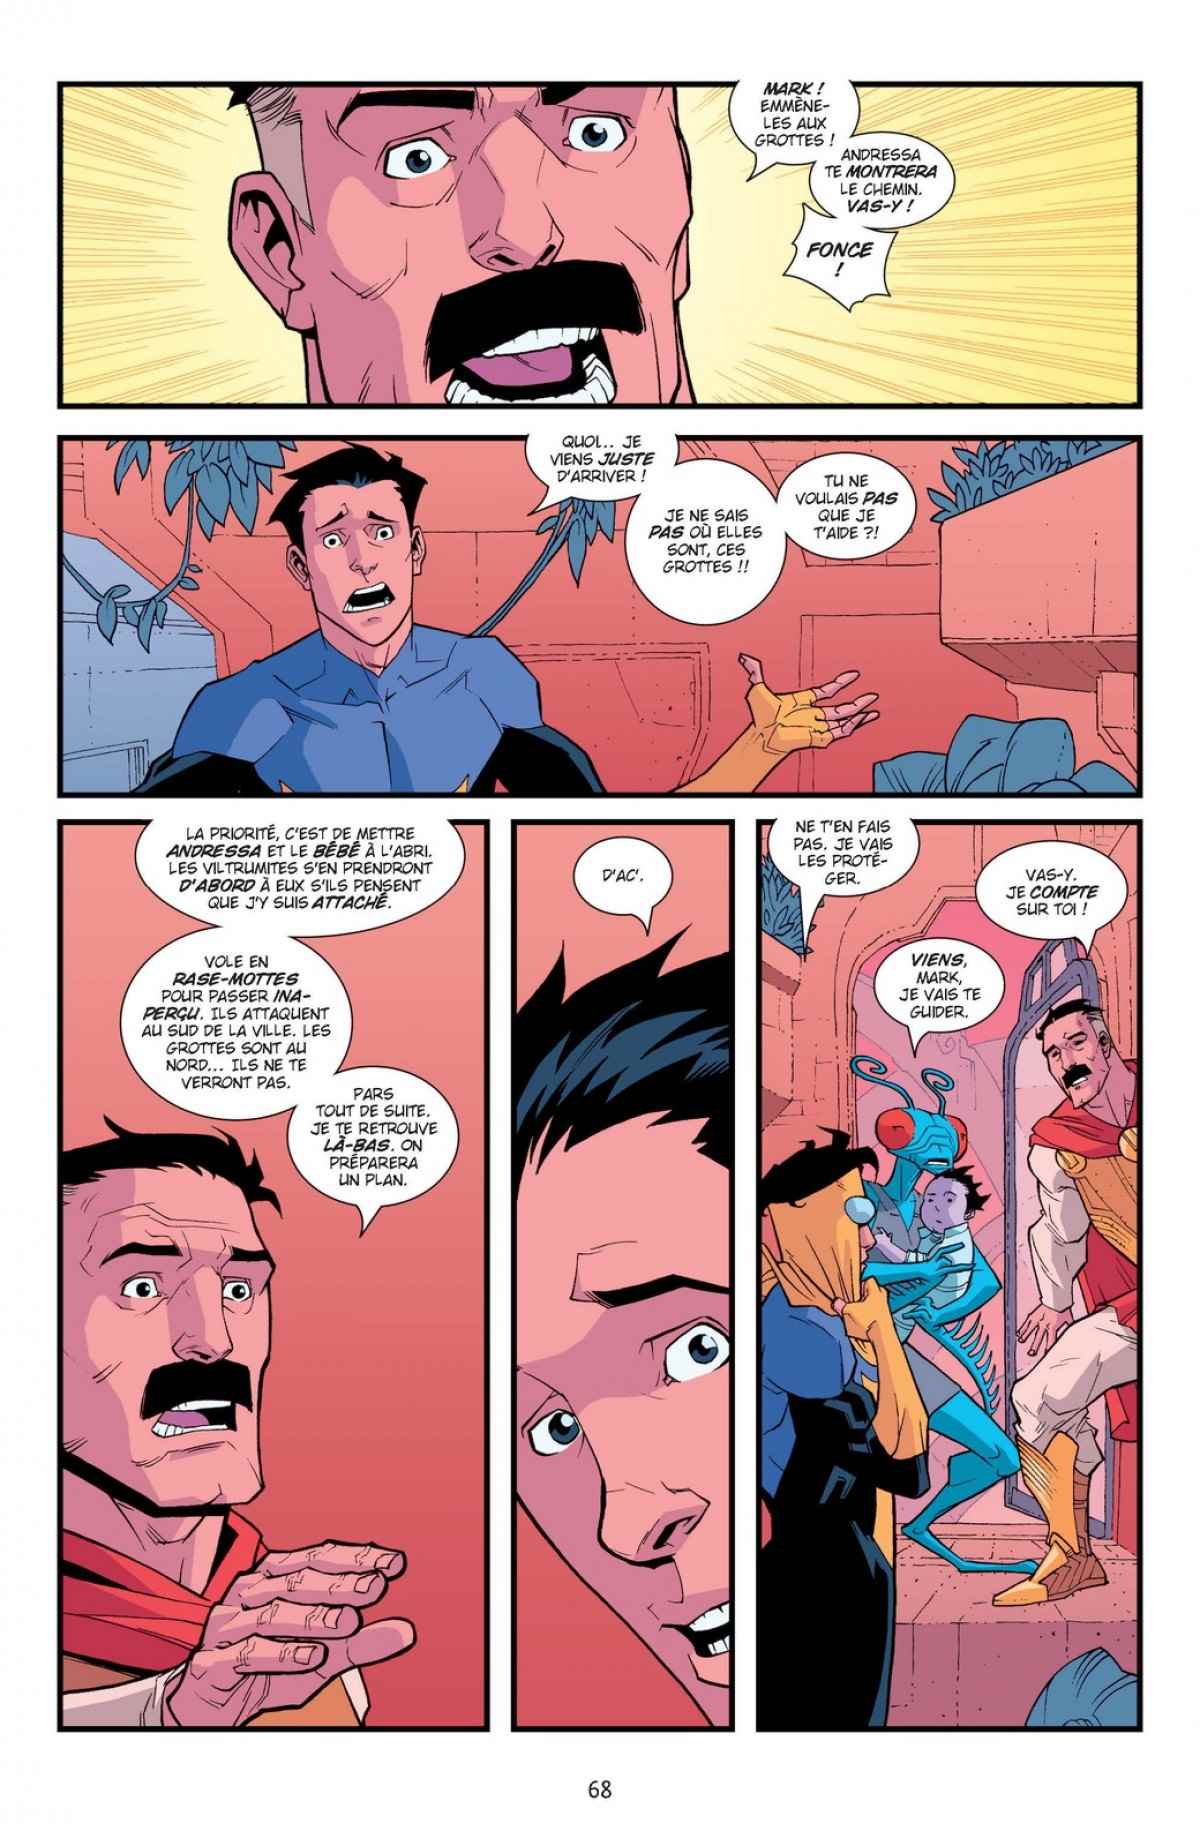 MARK !
EMMÈNE-
LES AUX
GROTTES !
ANDRESSA
TE MONTRERA
LE CHEMIN.
VAS-Y !
FONCE
!
QUOI... JE
VIENS JUSTE
D'ARRIVER !
JE NE SAIS
PAS OÙ ELLES
SONT, CES
GROTTES !!
TU NE
VOULAIS PAS
QUE JE
T'AIDE ?!
LA PRIORITÉ, C'EST DE METTRE
ANDRESSA ET LE BÉBÉ À L'ABRI.
LES VILTRUMITES S'EN PRENDRONT
D'ABORD À EUX S'ILS PENSENT
QUE J'Y SUIS ATTACHÉ.
VOLE EN
RASE-MOTTES
POUR PASSER INA-
PERÇU. ILS ATTAQUENT
AU SUD DE LA VILLE. LES
GROTTES SONT AU
NORD... ILS NE TE
VERRONT PAS.
PARS
TOUT DE SUITE.
JE TE RETROUVE
LÀ-BAS. ON
PRÉPARERA
UN PLAN.
D'AC'.
NE T'EN FAIS
PAS. JE VAIS
LES PROTÉ-
GER.
VAS-Y.
JE COMPTE
SUR TOI !
VIENS,
MARK,
JE VAIS TE
GUIDER.
68